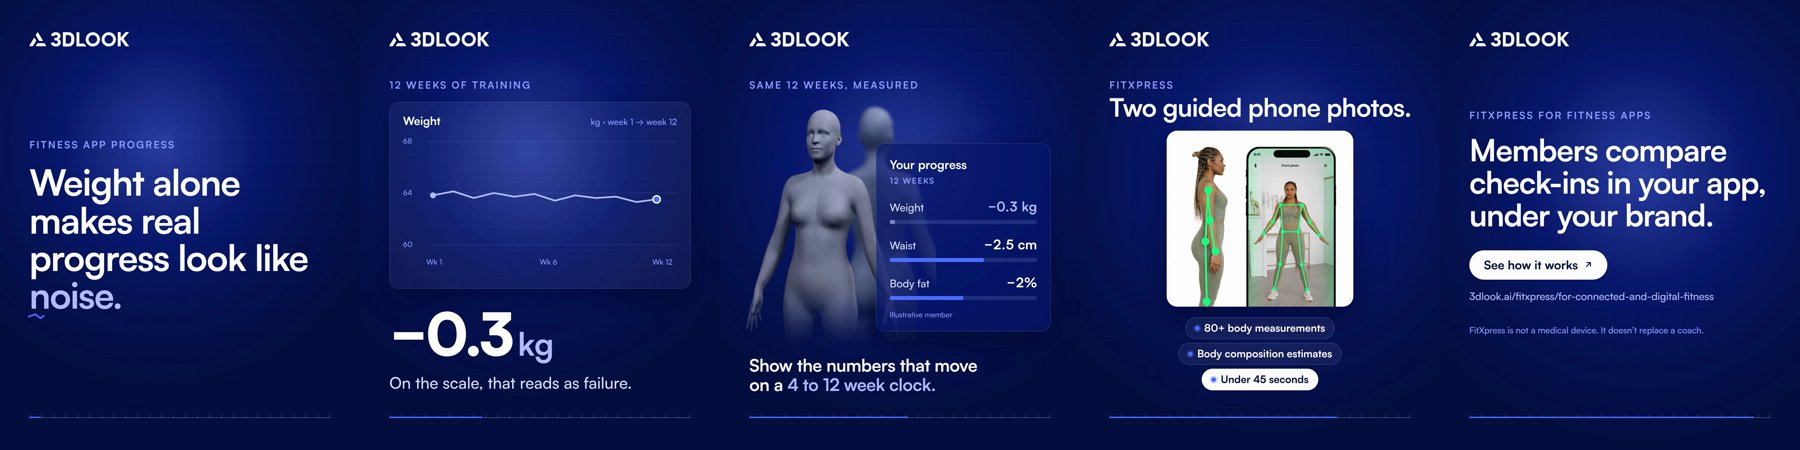 3DLOOK
FITNESS APP PROGRESS
Weight alone
makes real
progress look like
noise.
3DLOOK
12 WEEKS OF TRAINING
Weight
kg · week 1 → week 12
68
64
60
Wk 1
Wk 6
Wk 12
−0.3 kg
On the scale, that reads as failure.
3DLOOK
SAME 12 WEEKS, MEASURED
Your progress
12 WEEKS
Weight −0.3 kg
Waist −2.5 cm
Body fat −2%
Illustrative member
Show the numbers that move
on a 4 to 12 week clock.
3DLOOK
FITXPRESS
Two guided phone photos.
9:41
Front photo
80+ body measurements
Body composition estimates
Under 45 seconds
3DLOOK
FITXPRESS FOR FITNESS APPS
Members compare
check-ins in your app,
under your brand.
See how it works ↗
3dlook.ai/fitxpress/for-connected-and-digital-fitness
FitXpress is not a medical device. It doesn't replace a coach.